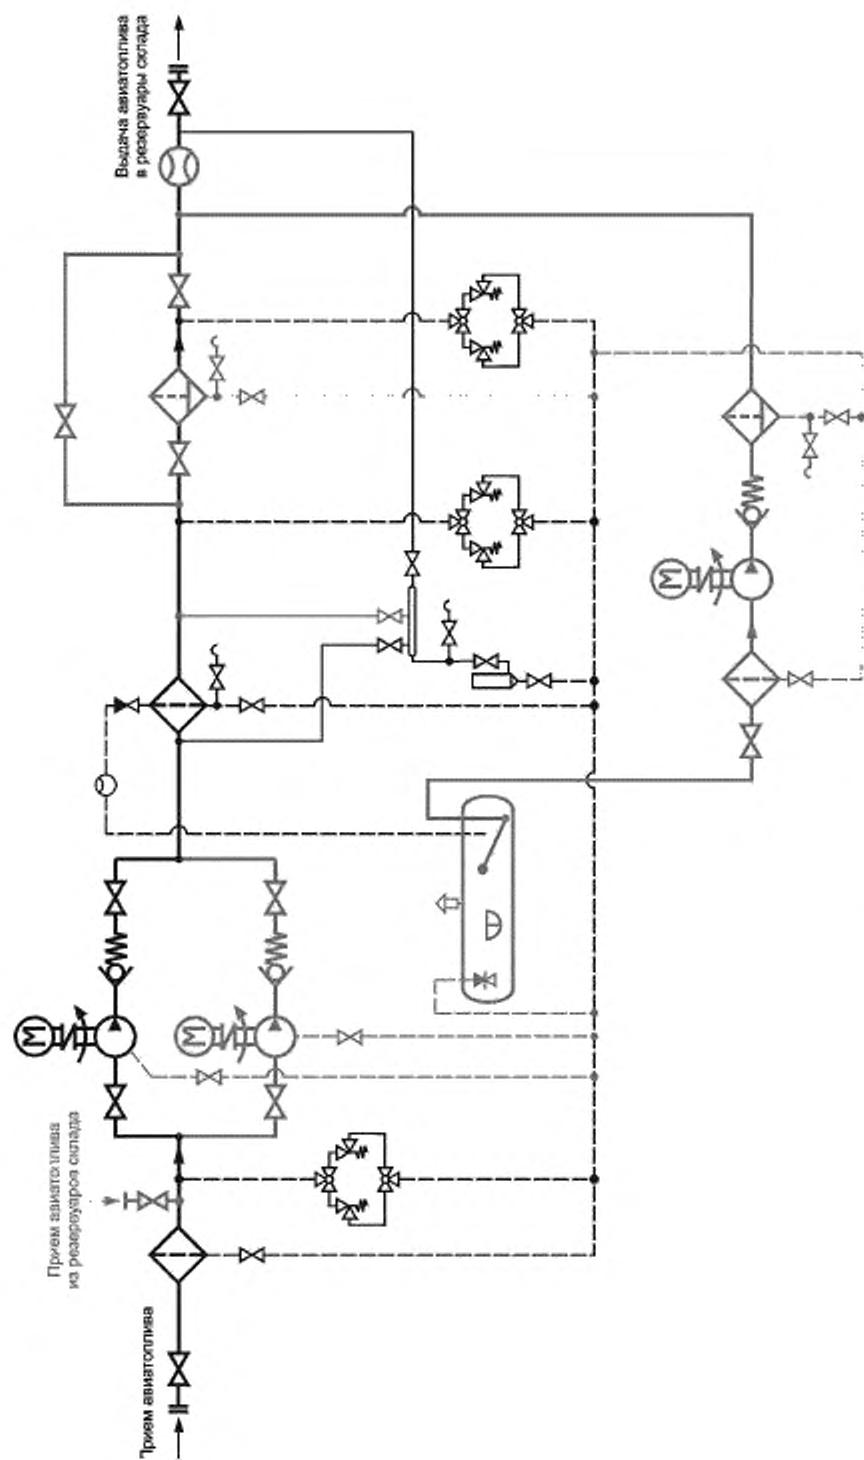 Выдача авиатоплива
в резервуары склада
M
M
M
Прием авиатоплива
из резервуаров склада
Прием авиатоплива